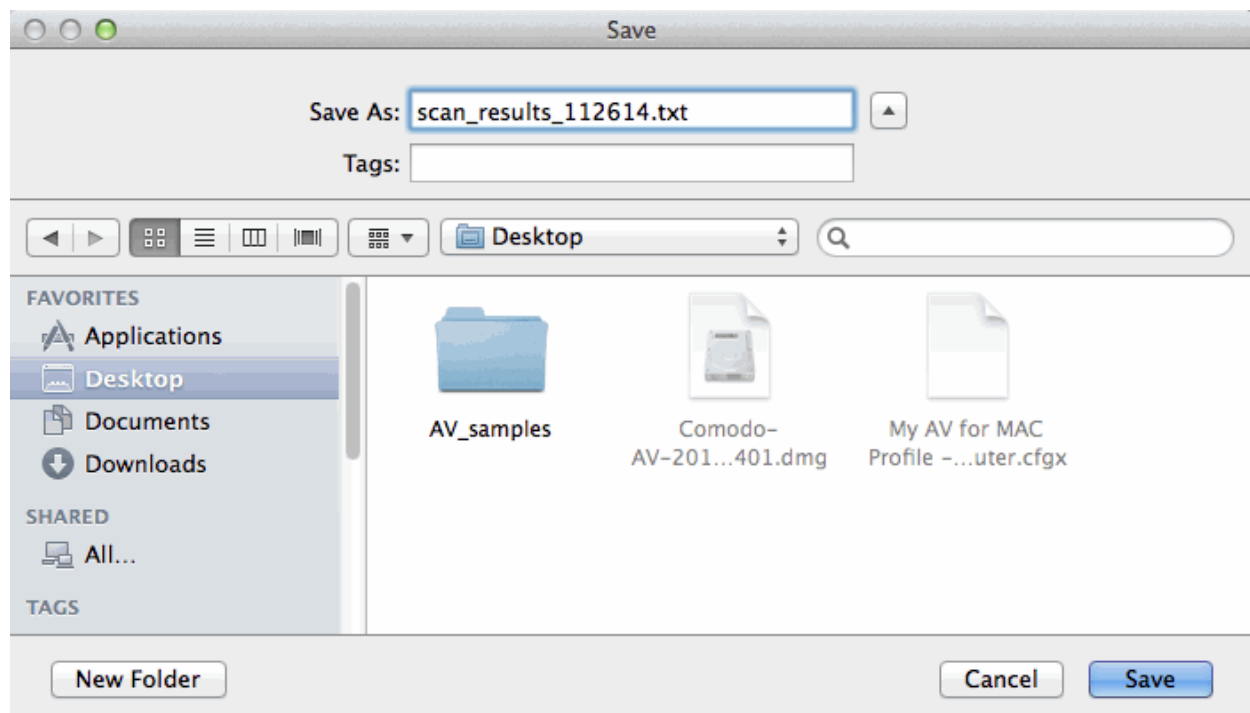 Save
Save As: scan_results_112614.txt
Tags:
Desktop
FAVORITES
Applications
Desktop
Documents
Downloads
SHARED
All...
TAGS
AV_samples
Comodo-
AV-201...401.dmg
My AV for MAC
Profile -...uter.cfgx
New Folder
Cancel
Save